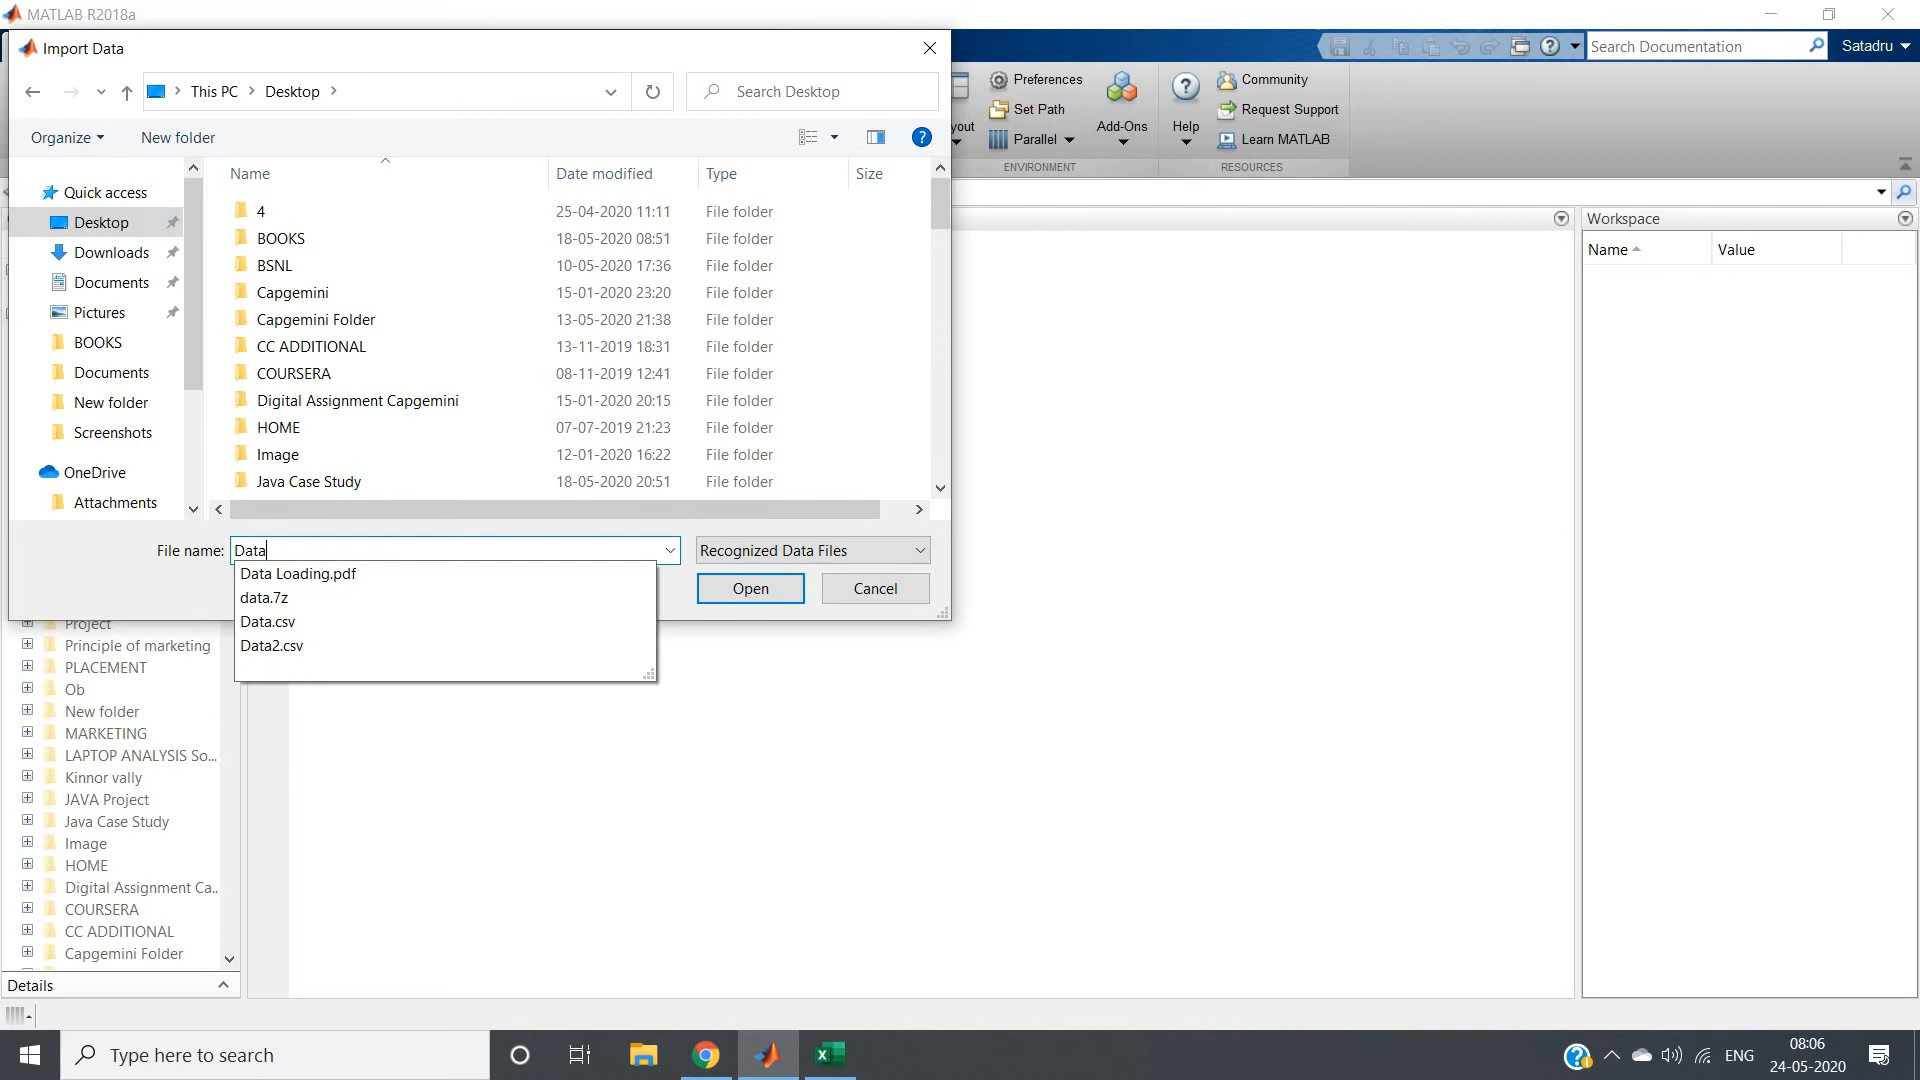 MATLAB R2018a
Import Data
This PC
Desktop
Search Desktop
Organize
New folder
Name
Date modified
Type
Size
Quick access
Desktop
Downloads
Documents
Pictures
BOOKS
Documents
New folder
Screenshots
OneDrive
Attachments
4 25-04-2020 11:11 File folder
BOOKS 18-05-2020 08:51 File folder
BSNL 10-05-2020 17:36 File folder
Capgemini 15-01-2020 23:20 File folder
Capgemini Folder 13-05-2020 21:38 File folder
CC ADDITIONAL 13-11-2019 18:31 File folder
COURSERA 08-11-2019 12:41 File folder
Digital Assignment Capgemini 15-01-2020 20:15 File folder
HOME 07-07-2019 21:23 File folder
Image 12-01-2020 16:22 File folder
Java Case Study 18-05-2020 20:51 File folder
File name: Data
Recognized Data Files
Open
Cancel
Data Loading.pdf
data.7z
Data.csv
Data2.csv
Search Documentation
Satadru
yout
Preferences
Set Path
Parallel
Add-Ons
ENVIRONMENT
Help
Community
Request Support
Learn MATLAB
RESOURCES
Workspace
Name
Value
Project
Principle of marketing
PLACEMENT
Ob
New folder
MARKETING
LAPTOP ANALYSIS So...
Kinnor vally
JAVA Project
Java Case Study
Image
HOME
Digital Assignment Ca..
COURSERA
CC ADDITIONAL
Capgemini Folder
Details
Type here to search
ENG
08:06
24-05-2020